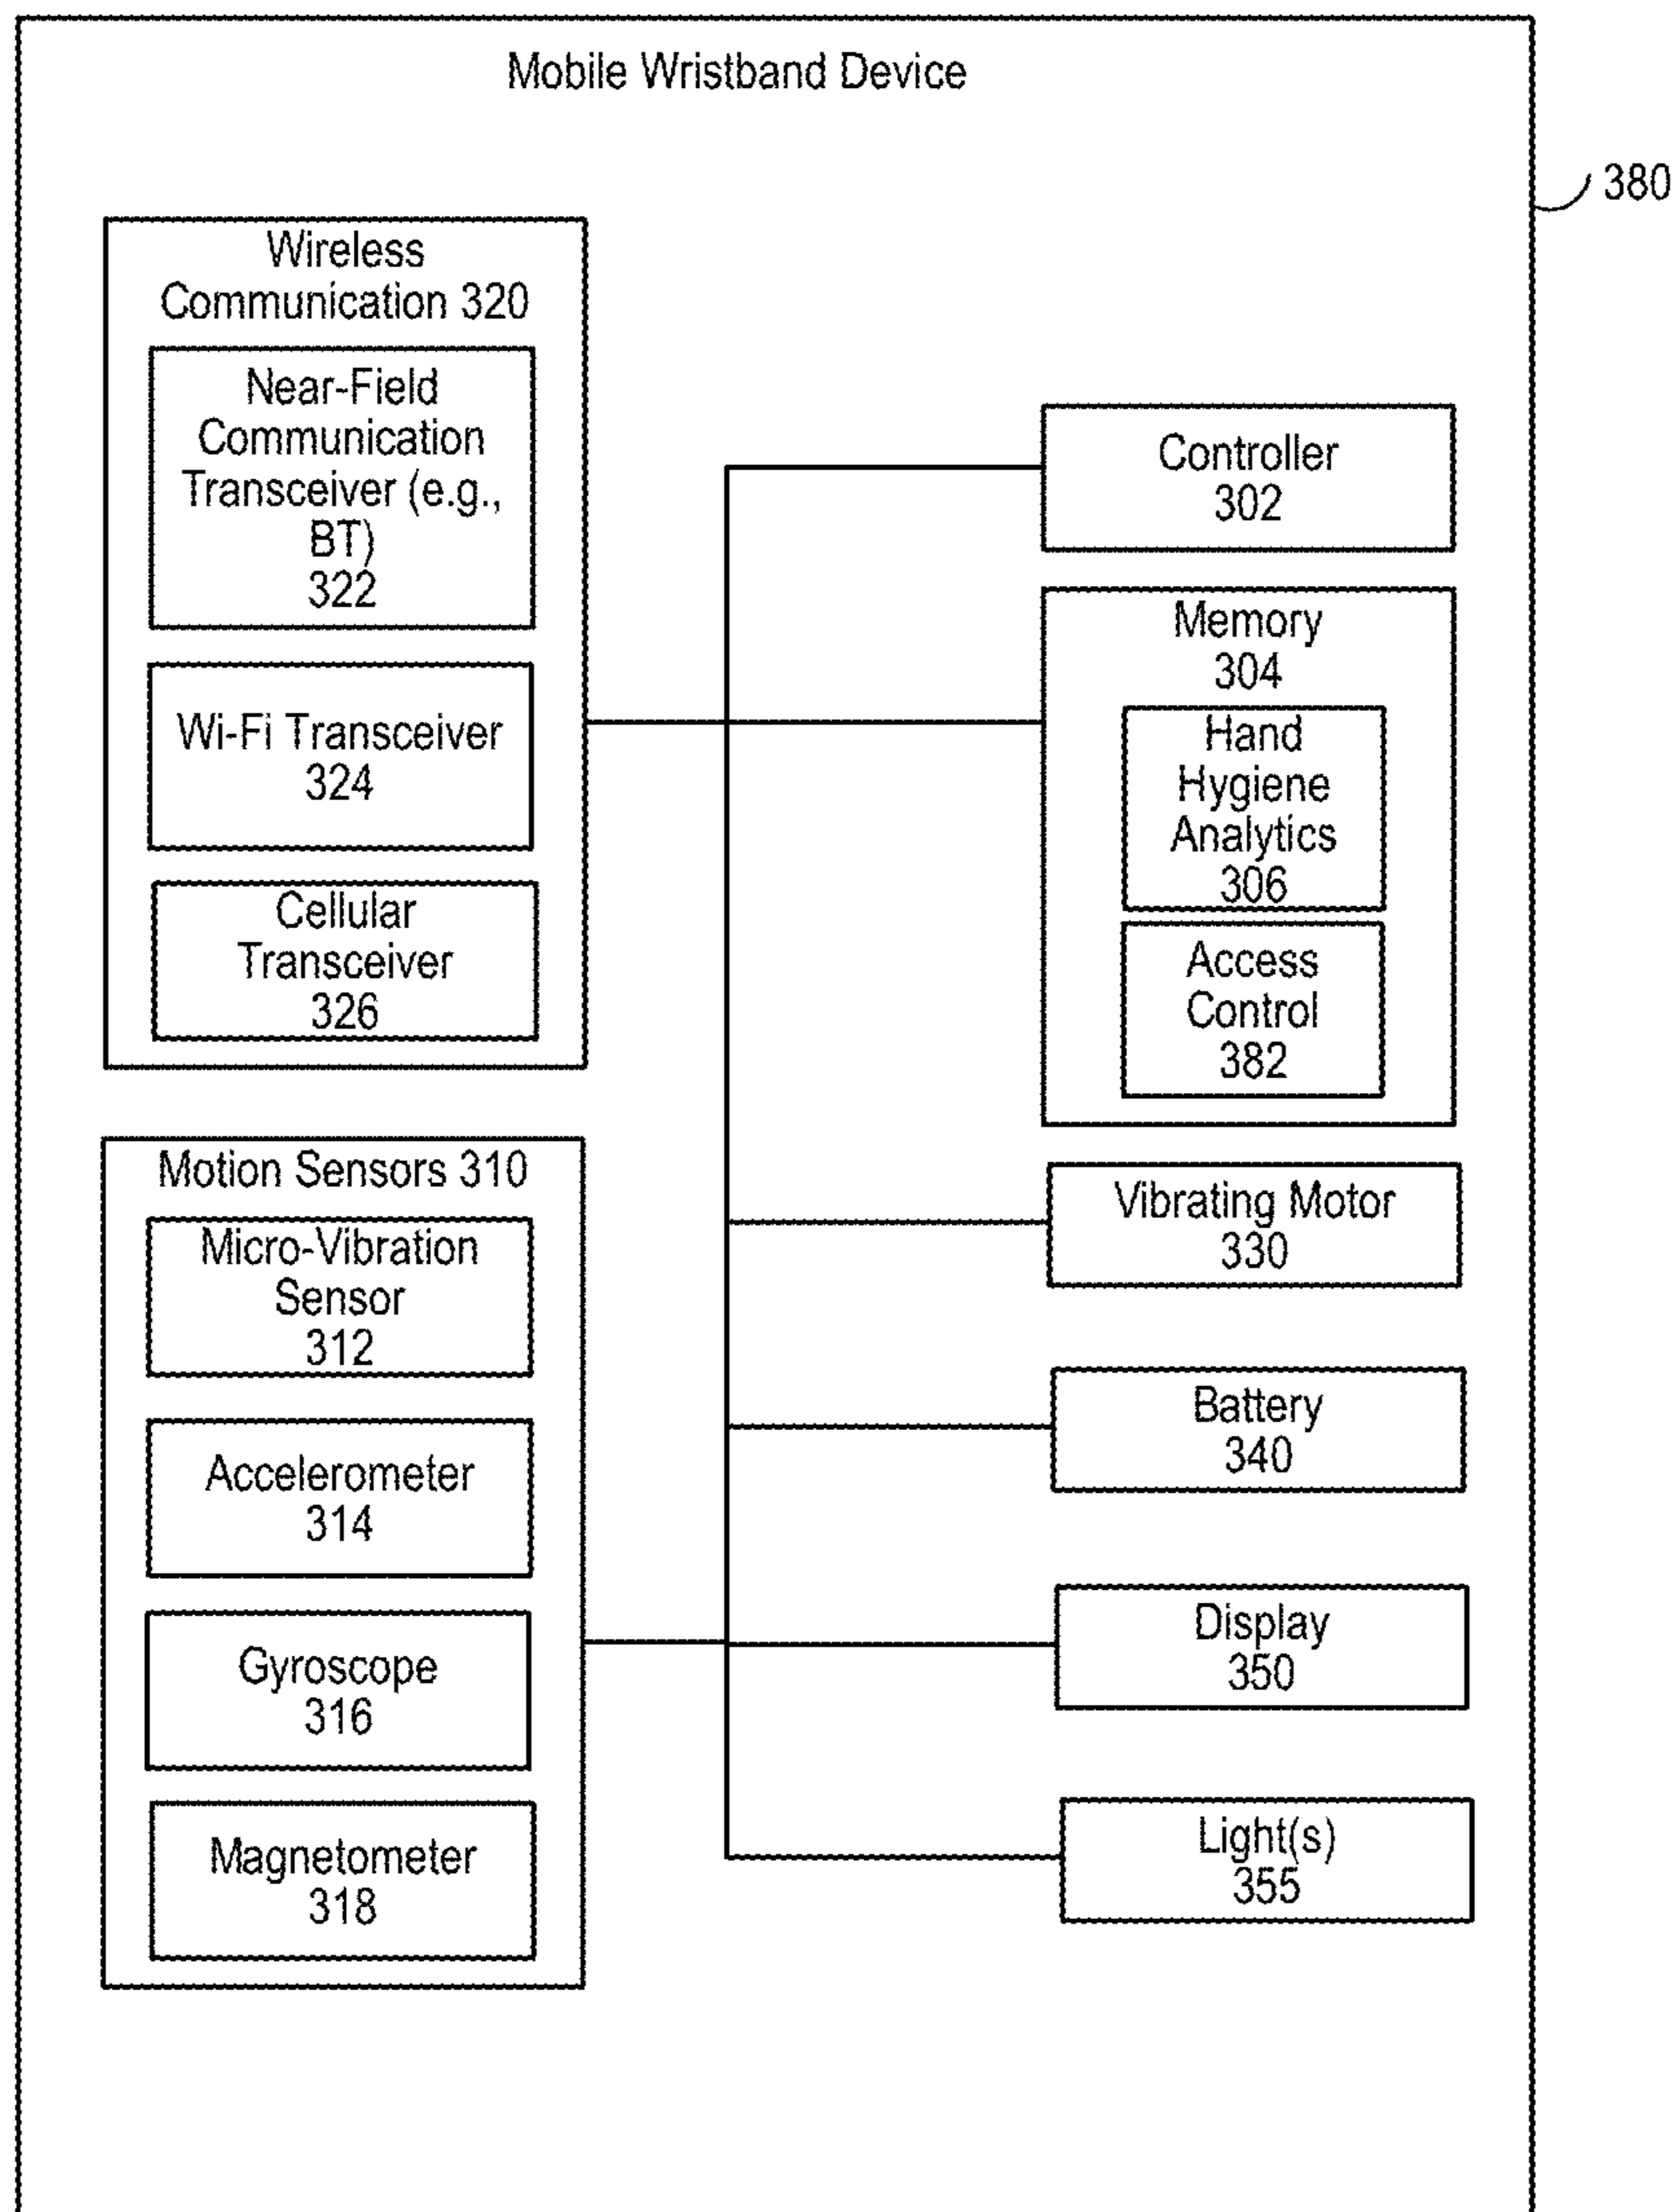 Mobile Wristband Device
380
Wireless
Communication 320
Near-Field
Communication
Transceiver (e.g.,
BT)
322
Wi-Fi Transceiver
324
Cellular
Transceiver
326
Motion Sensors 310
Micro-Vibration
Sensor
312
Accelerometer
314
Gyroscope
316
Magnetometer
318
Controller
302
Memory
304
Hand
Hygiene
Analytics
306
Access
Control
382
Vibrating Motor
330
Battery
340
Display
350
Light(s)
355